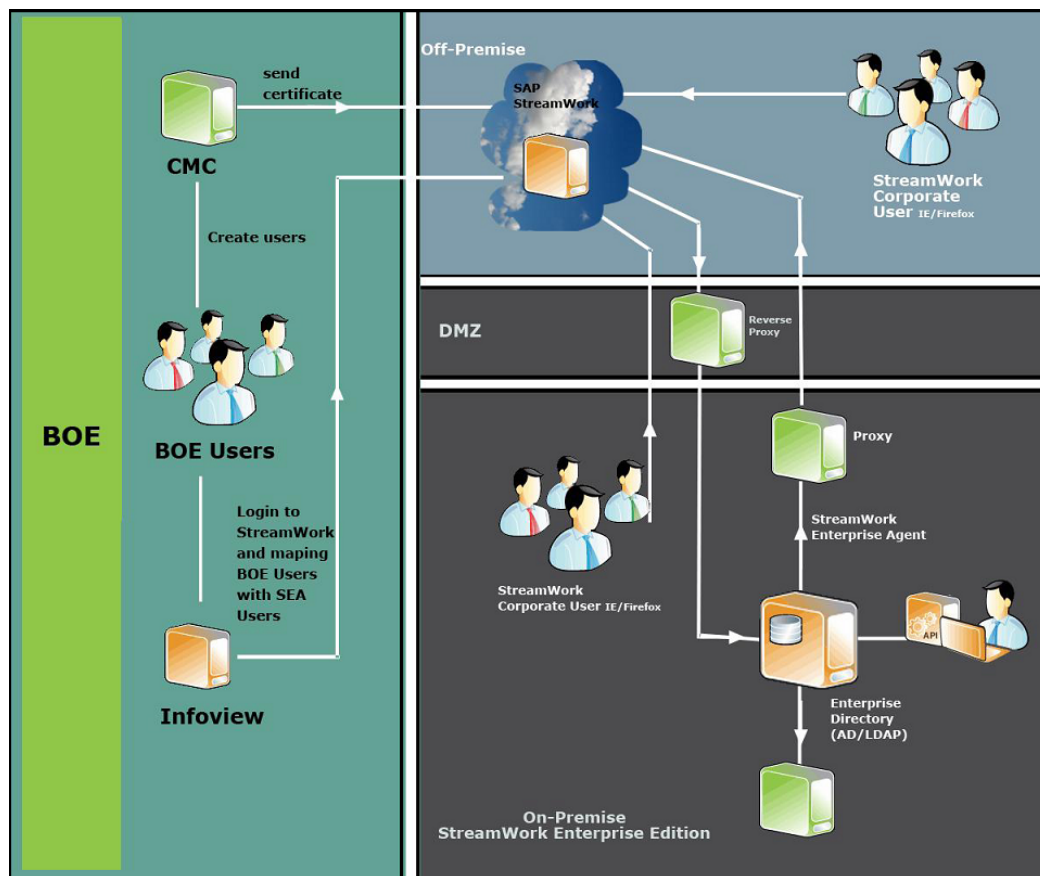 BOE
send
certificate
CMC
Create users
BOE Users
Login to
StreamWork
and maping
BOE Users
with SEA
Users
Infoview
Off-Premise
SAP
StreamWork
StreamWork
Corporate
User IE/Firefox
DMZ
Reverse
Proxy
Proxy
StreamWork
Enterprise Agent
StreamWork
Corporate User IE/Firefox
API
Enterprise
Directory
(AD/LDAP)
On-Premise
StreamWork Enterprise Edition